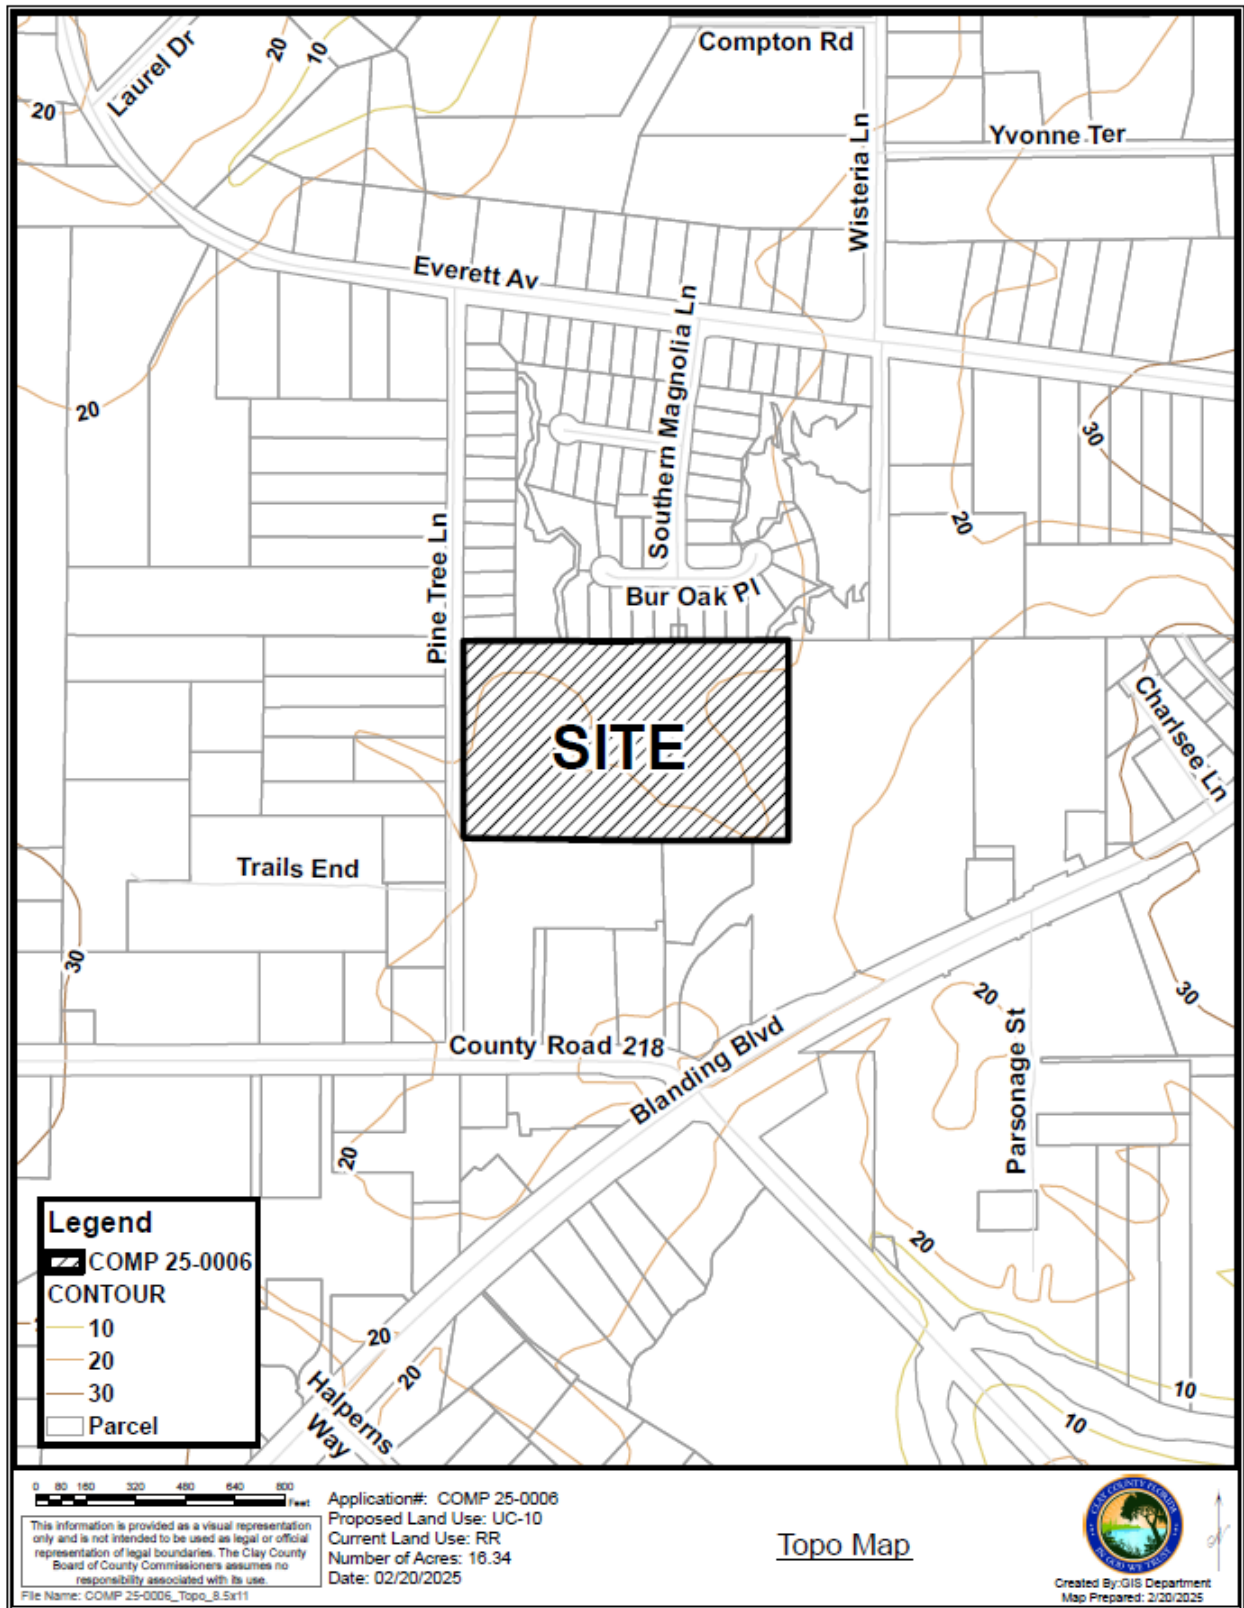 Compton Rd
Laurel Dr
20
10
20
Yvonne Ter
Wisteria Ln
Everett Av
Southern Magnolia Ln
20
30
20
Pine Tree Ln
Bur Oak Pl
SITE
Charlsee Ln
Trails End
30
20
30
County Road 218
Blanding Blvd
Parsonage St
20
20
20
20
Halperns
Way
10
10
Legend
COMP 25-0006
CONTOUR
10
20
30
Parcel
0 80 160 320 480 640 800
Feet
This information is provided as a visual representation
only and is not intended to be used as legal or official
representation of legal boundaries. The Clay County
Board of County Commissioners assumes no
responsibility associated with its use.
File Name: COMP 25-0006_Topo_8.5x11
Application#: COMP 25-0006
Proposed Land Use: UC-10
Current Land Use: RR
Number of Acres: 16.34
Date: 02/20/2025
Topo Map
CLAY COUNTY FLORIDA
IN GOD WE TRUST
Created By:GIS Department
Map Prepared: 2/20/2025